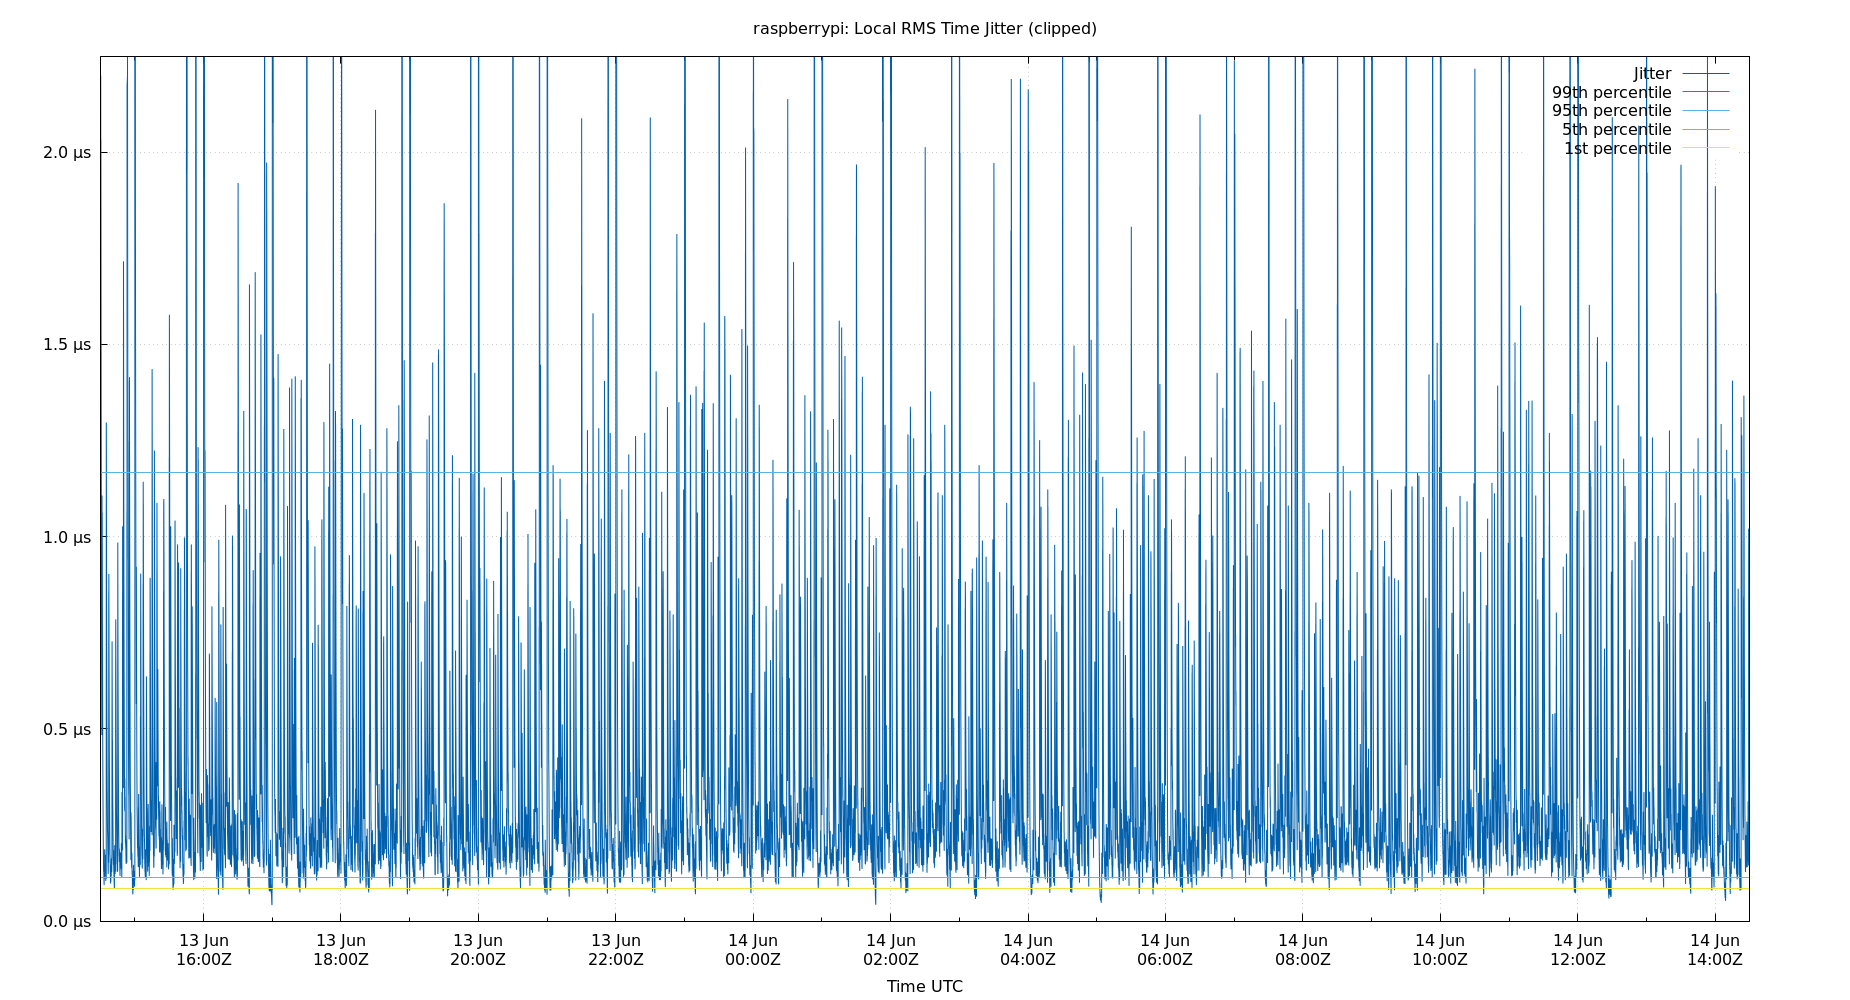 raspberrypi: Local RMS Time Jitter (clipped)
Jitter
99th percentile
95th percentile
5th percentile
1st percentile
2.0 μs
1.5 μs
1.0 μs
0.5 μs
0.0 μs
13 Jun 13 Jun 13 Jun 13 Jun 14 Jun 14 Jun 14 Jun 14 Jun 14 Jun 14 Jun 14 Jun 14 Jun
16:00Z 18:00Z 20:00Z 22:00Z 00:00Z 02:00Z 04:00Z 06:00Z 08:00Z 10:00Z 12:00Z 14:00Z
Time UTC